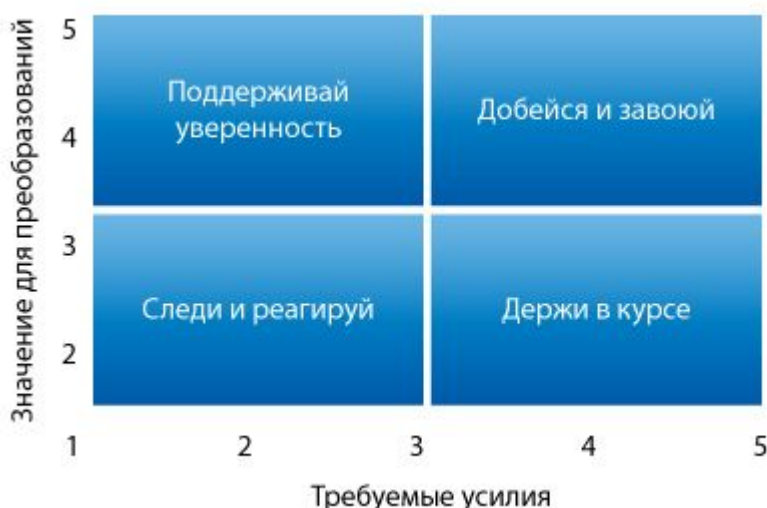 Значение для преобразований
5
4
3
2
1
Поддерживай
уверенность
Добейся и завоюй
Следи и реагируй
Держи в курсе
2
3
4
5
Требуемые усилия